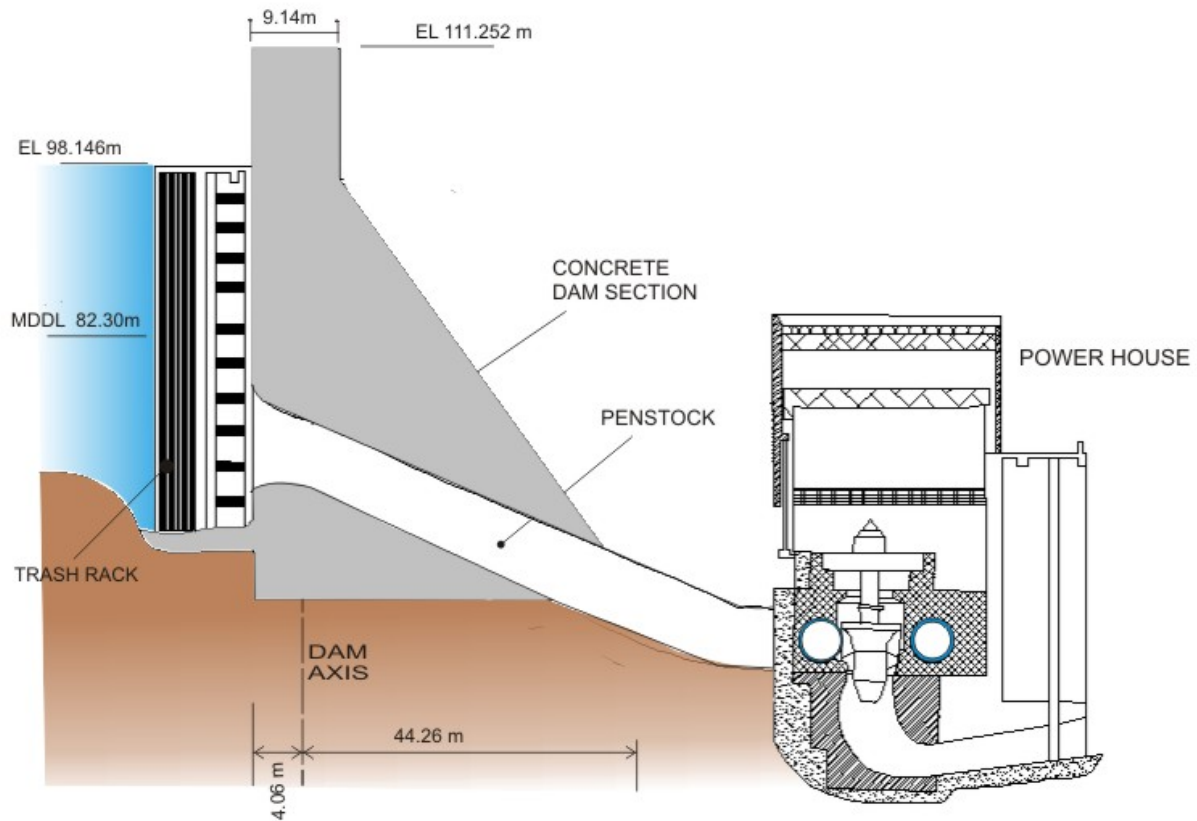 9.14m
EL 111.252 m
EL 98.146m
CONCRETE
DAM SECTION
MDDL 82.30m
POWER HOUSE
PENSTOCK
TRASH RACK
DAM
AXIS
44.26 m
4.06 m